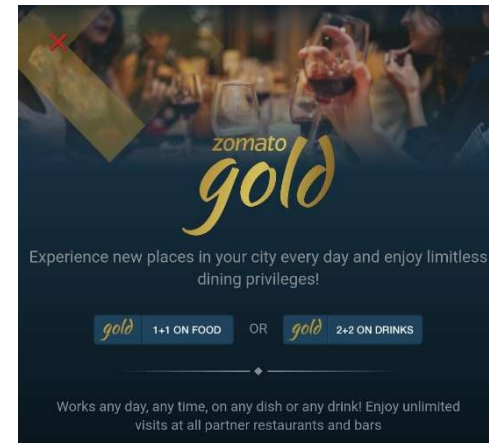 zomato
gold
Experience new places in your city every day and enjoy limitless
dining privileges!
gold 1+1 ON FOOD OR gold 2+2 ON DRINKS
Works any day, any time, on any dish or any drink! Enjoy unlimited
visits at all partner restaurants and bars